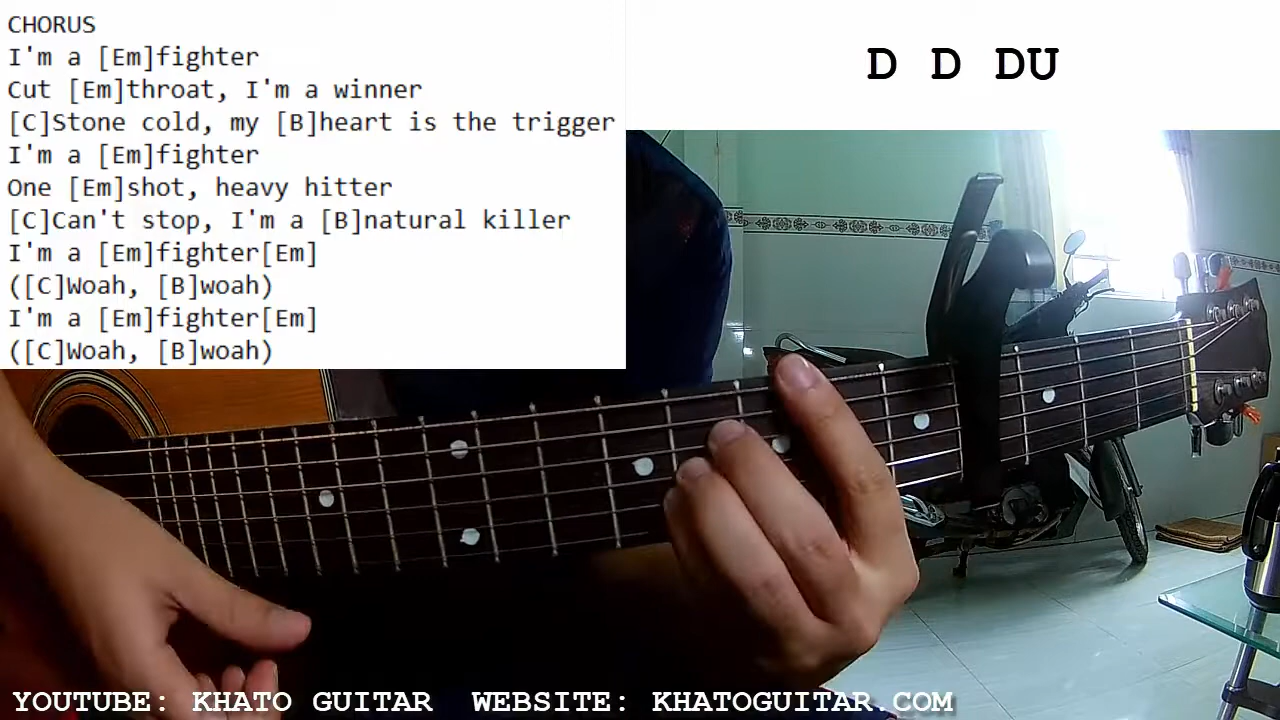 CHORUS
I'm a [Em]fighter
Cut [Em]throat, I'm a winner
[C]Stone cold, my [B]heart is the trigger
I'm a [Em]fighter
One [Em]shot, heavy hitter
[C]Can't stop, I'm a [B]natural killer
I'm a [Em]fighter[Em]
([C]Woah, [B]woah)
I'm a [Em]fighter[Em]
([C]Woah, [B]woah)
D D DU
YOUTUBE: KHATO GUITAR WEBSITE: KHATOGUITAR.COM